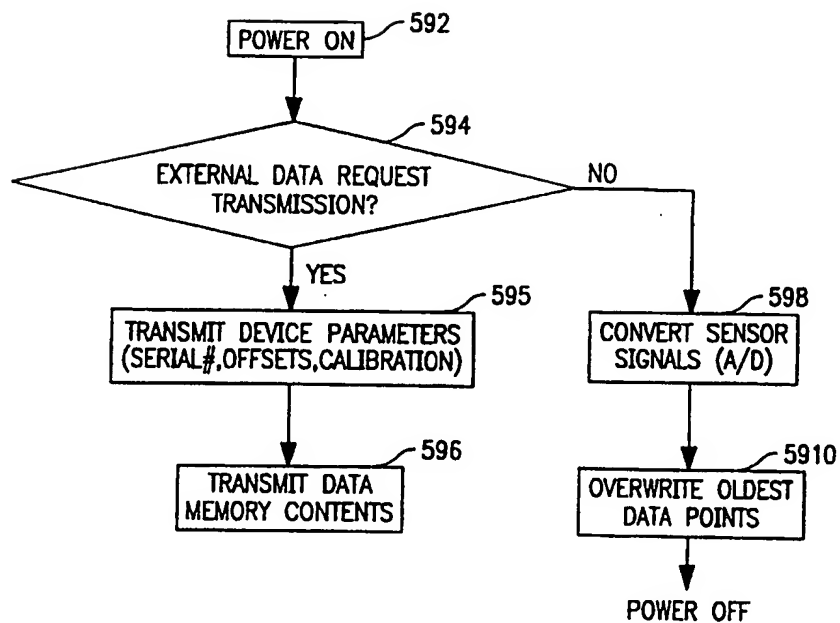 592
POWER ON
594
EXTERNAL DATA REQUEST
TRANSMISSION?
NO
YES
595
TRANSMIT DEVICE PARAMETERS
(SERIAL#,OFFSETS,CALIBRATION)
598
CONVERT SENSOR
SIGNALS (A/D)
596
TRANSMIT DATA
MEMORY CONTENTS
5910
OVERWRITE OLDEST
DATA POINTS
POWER OFF